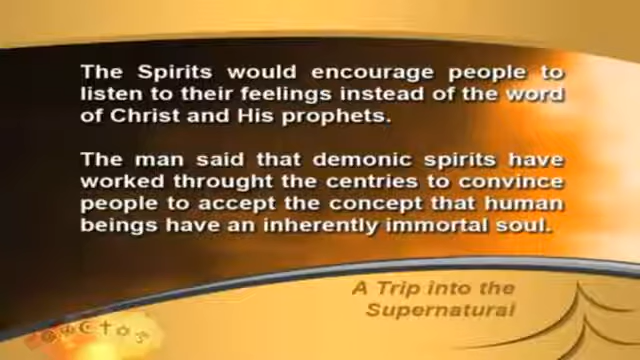 The Spirits would encourage people to
listen to their feelings instead of the word
of Christ and His prophets.
The man said that demonic spirits have
worked throught the centries to convince
people to accept the concept that human
beings have an inherently immortal soul.
A Trip into the
Supernatural